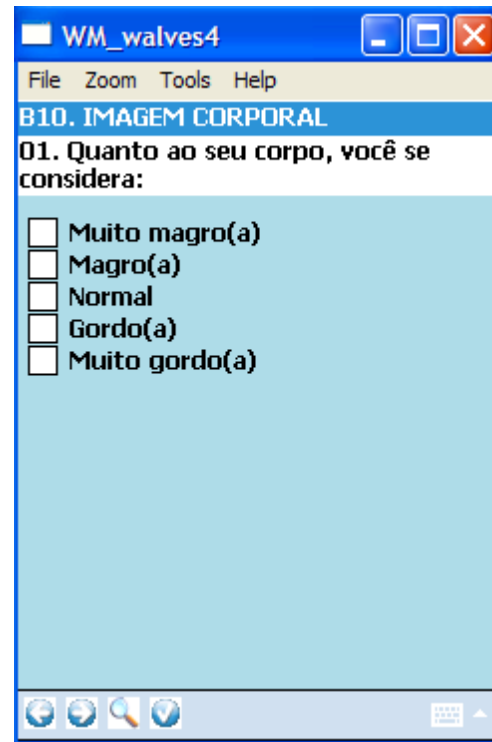 WM_walves4
File Zoom Tools Help
B10. IMAGEM CORPORAL
01. Quanto ao seu corpo, você se
considera:
Muito magro(a)
Magro(a)
Normal
Gordo(a)
Muito gordo(a)